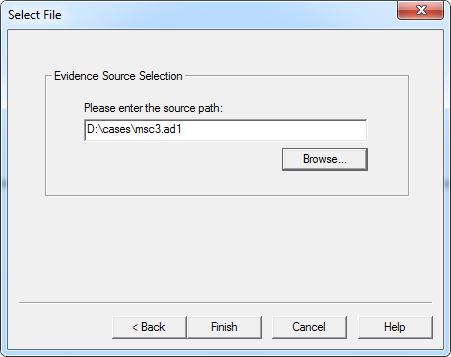 Select File
Evidence Source Selection
Please enter the source path:
D:\cases\msc3.ad1
Browse...
< Back
Finish
Cancel
Help